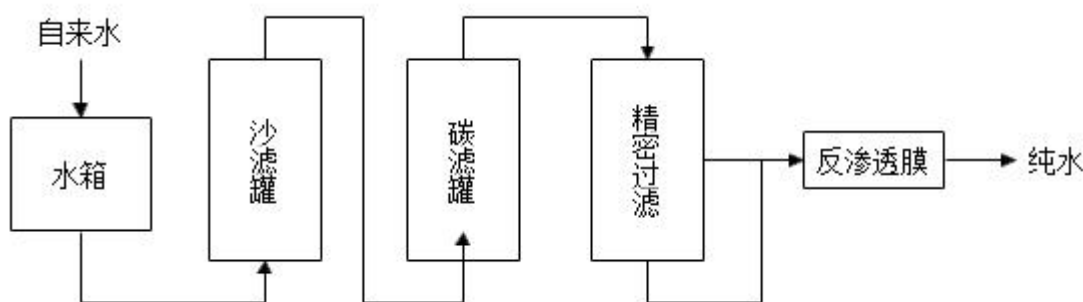 自来水
水箱
沙滤罐
碳滤罐
精密过滤
反渗透膜
纯水